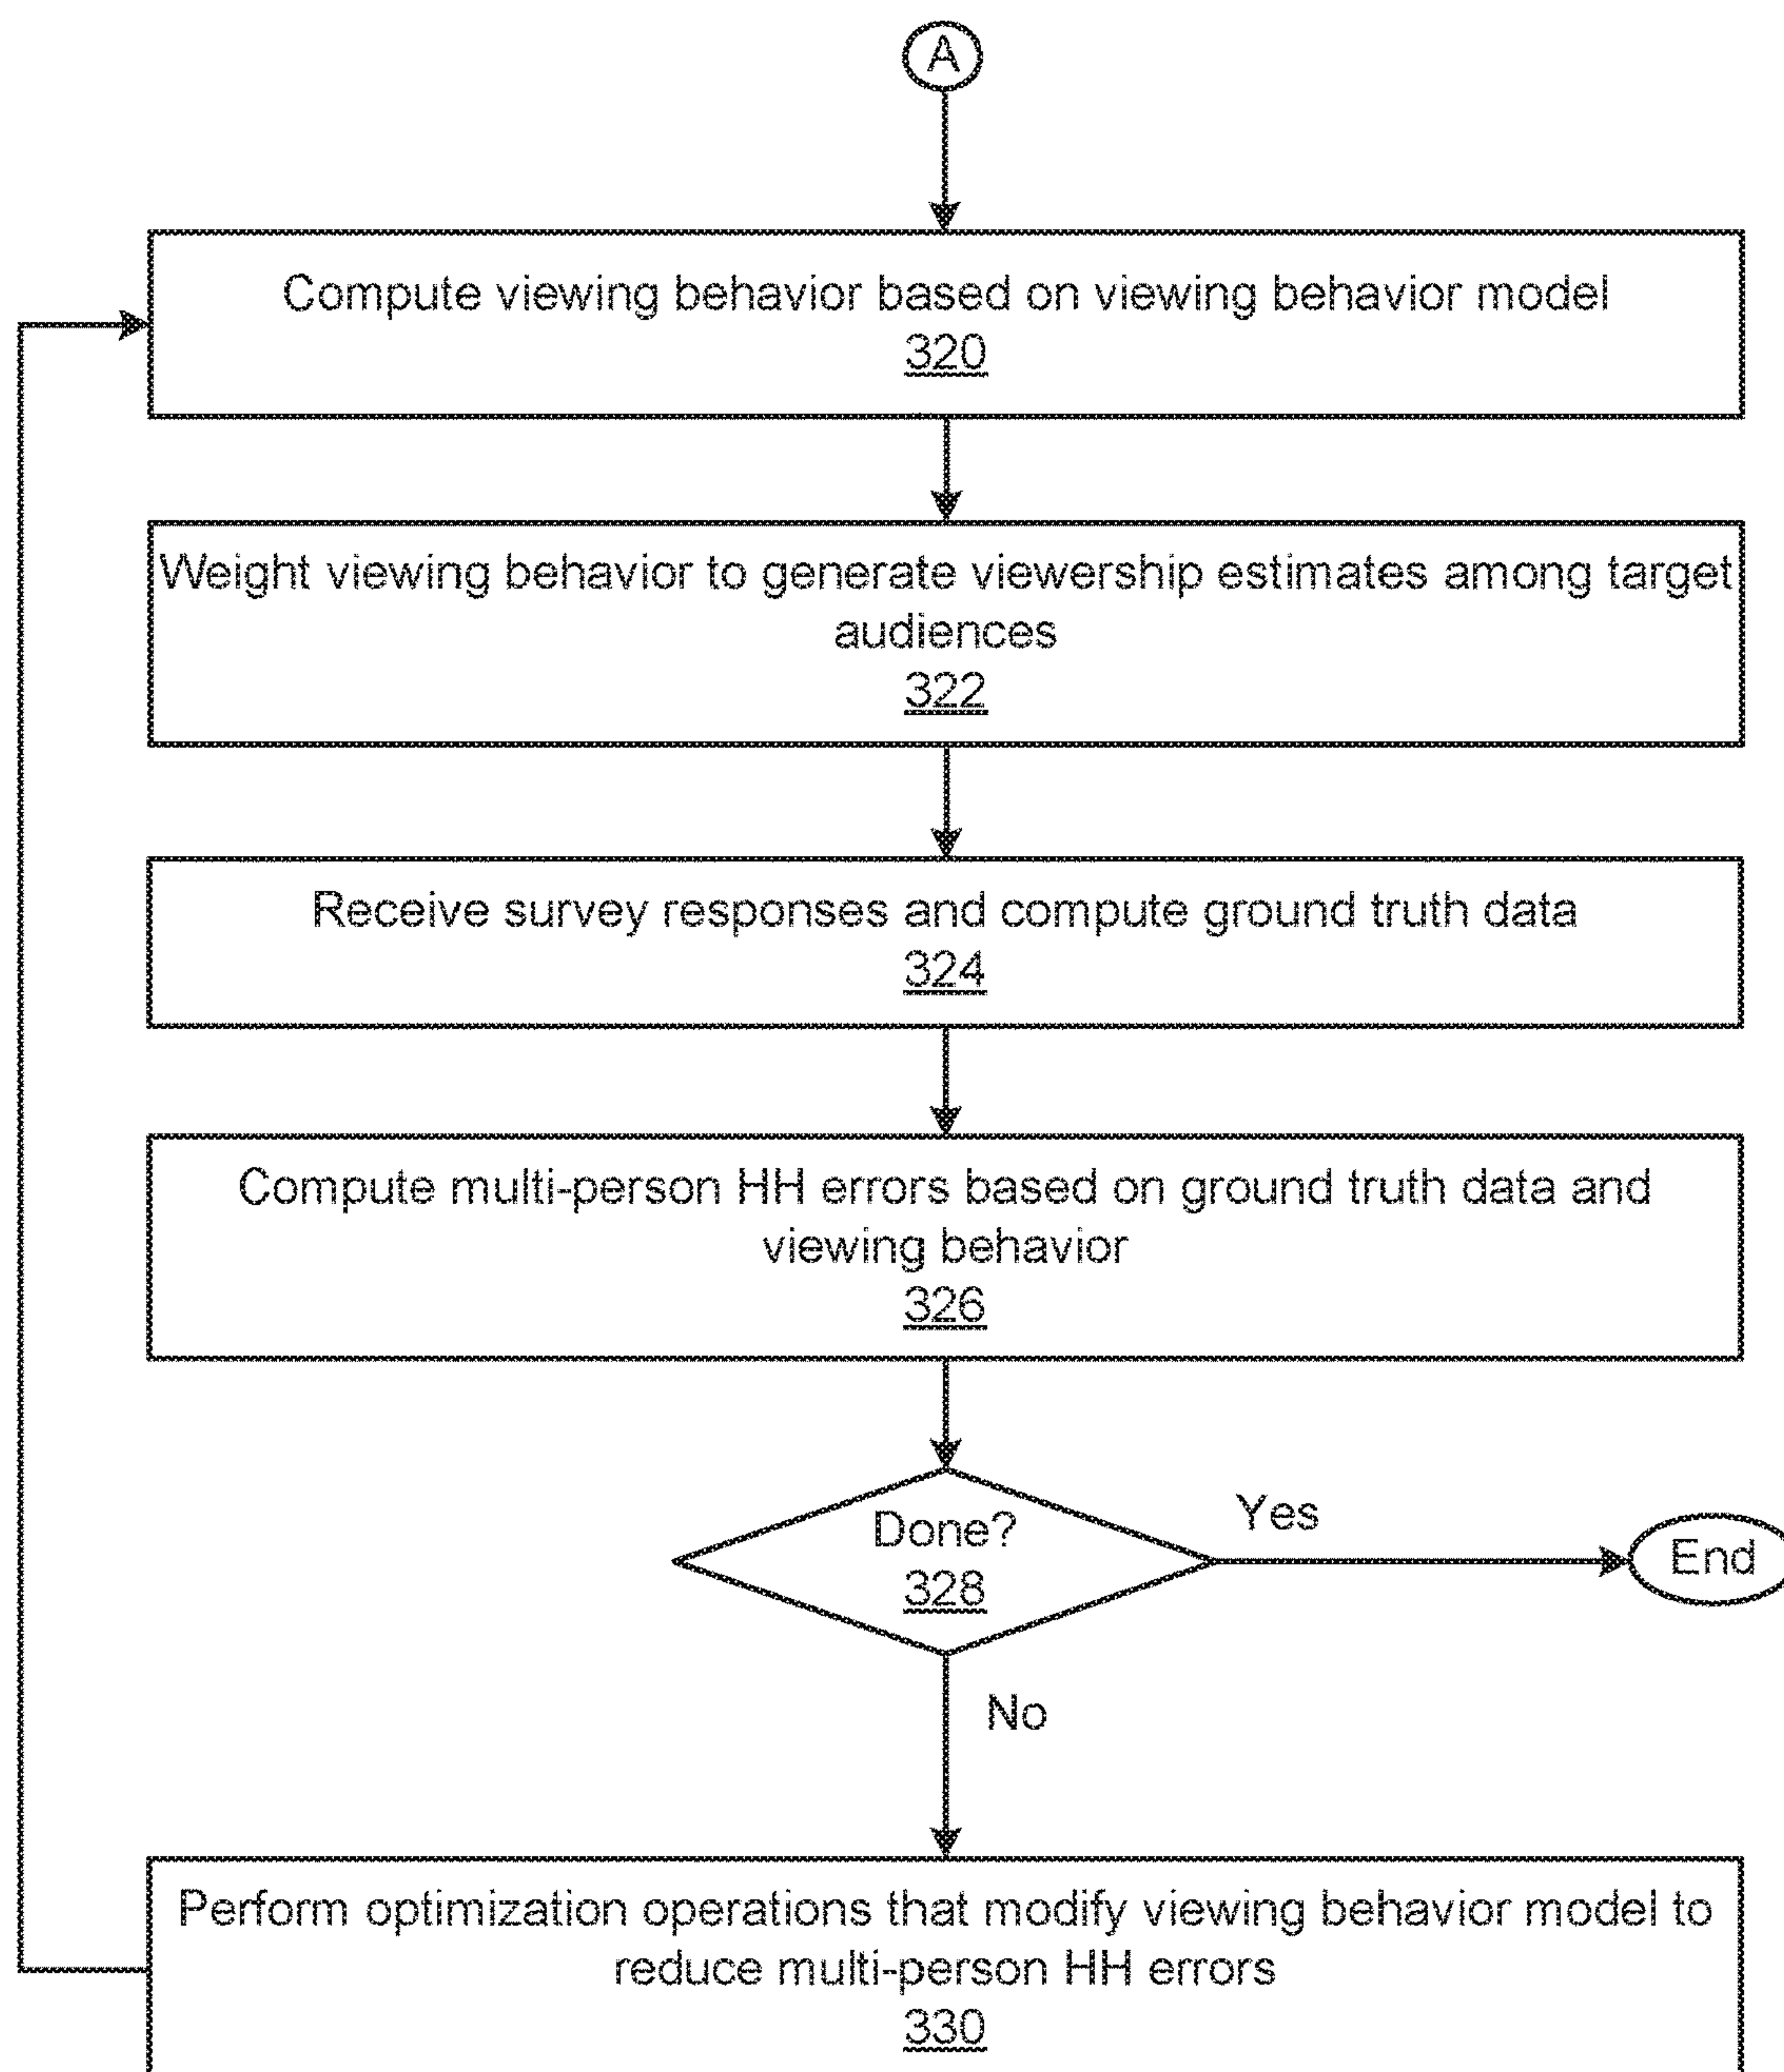 A
Compute viewing behavior based on viewing behavior model
320
Weight viewing behavior to generate viewership estimates among target
audiences
322
Receive survey responses and compute ground truth data
324
Compute multi-person HH errors based on ground truth data and
viewing behavior
326
Done?
328
Yes
End
No
Perform optimization operations that modify viewing behavior model to
reduce multi-person HH errors
330